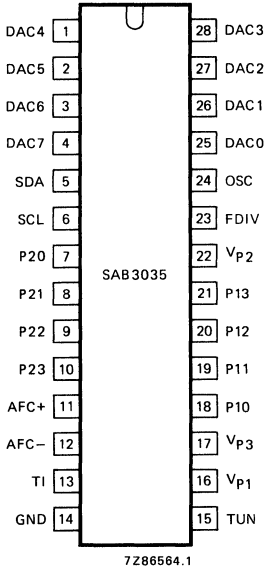 DAC4 1 28 DAC3
DAC5 2 27 DAC2
DAC6 3 26 DAC1
DAC7 4 25 DAC0
SDA 5 24 OSC
SCL 6 23 FDIV
P20 7 22 VP2
SAB3035
P21 8 21 P13
P22 9 20 P12
P23 10 19 P11
AFC+ 11 18 P10
AFC− 12 17 VP3
TI 13 16 VP1
GND 14 15 TUN
7Z86564.1